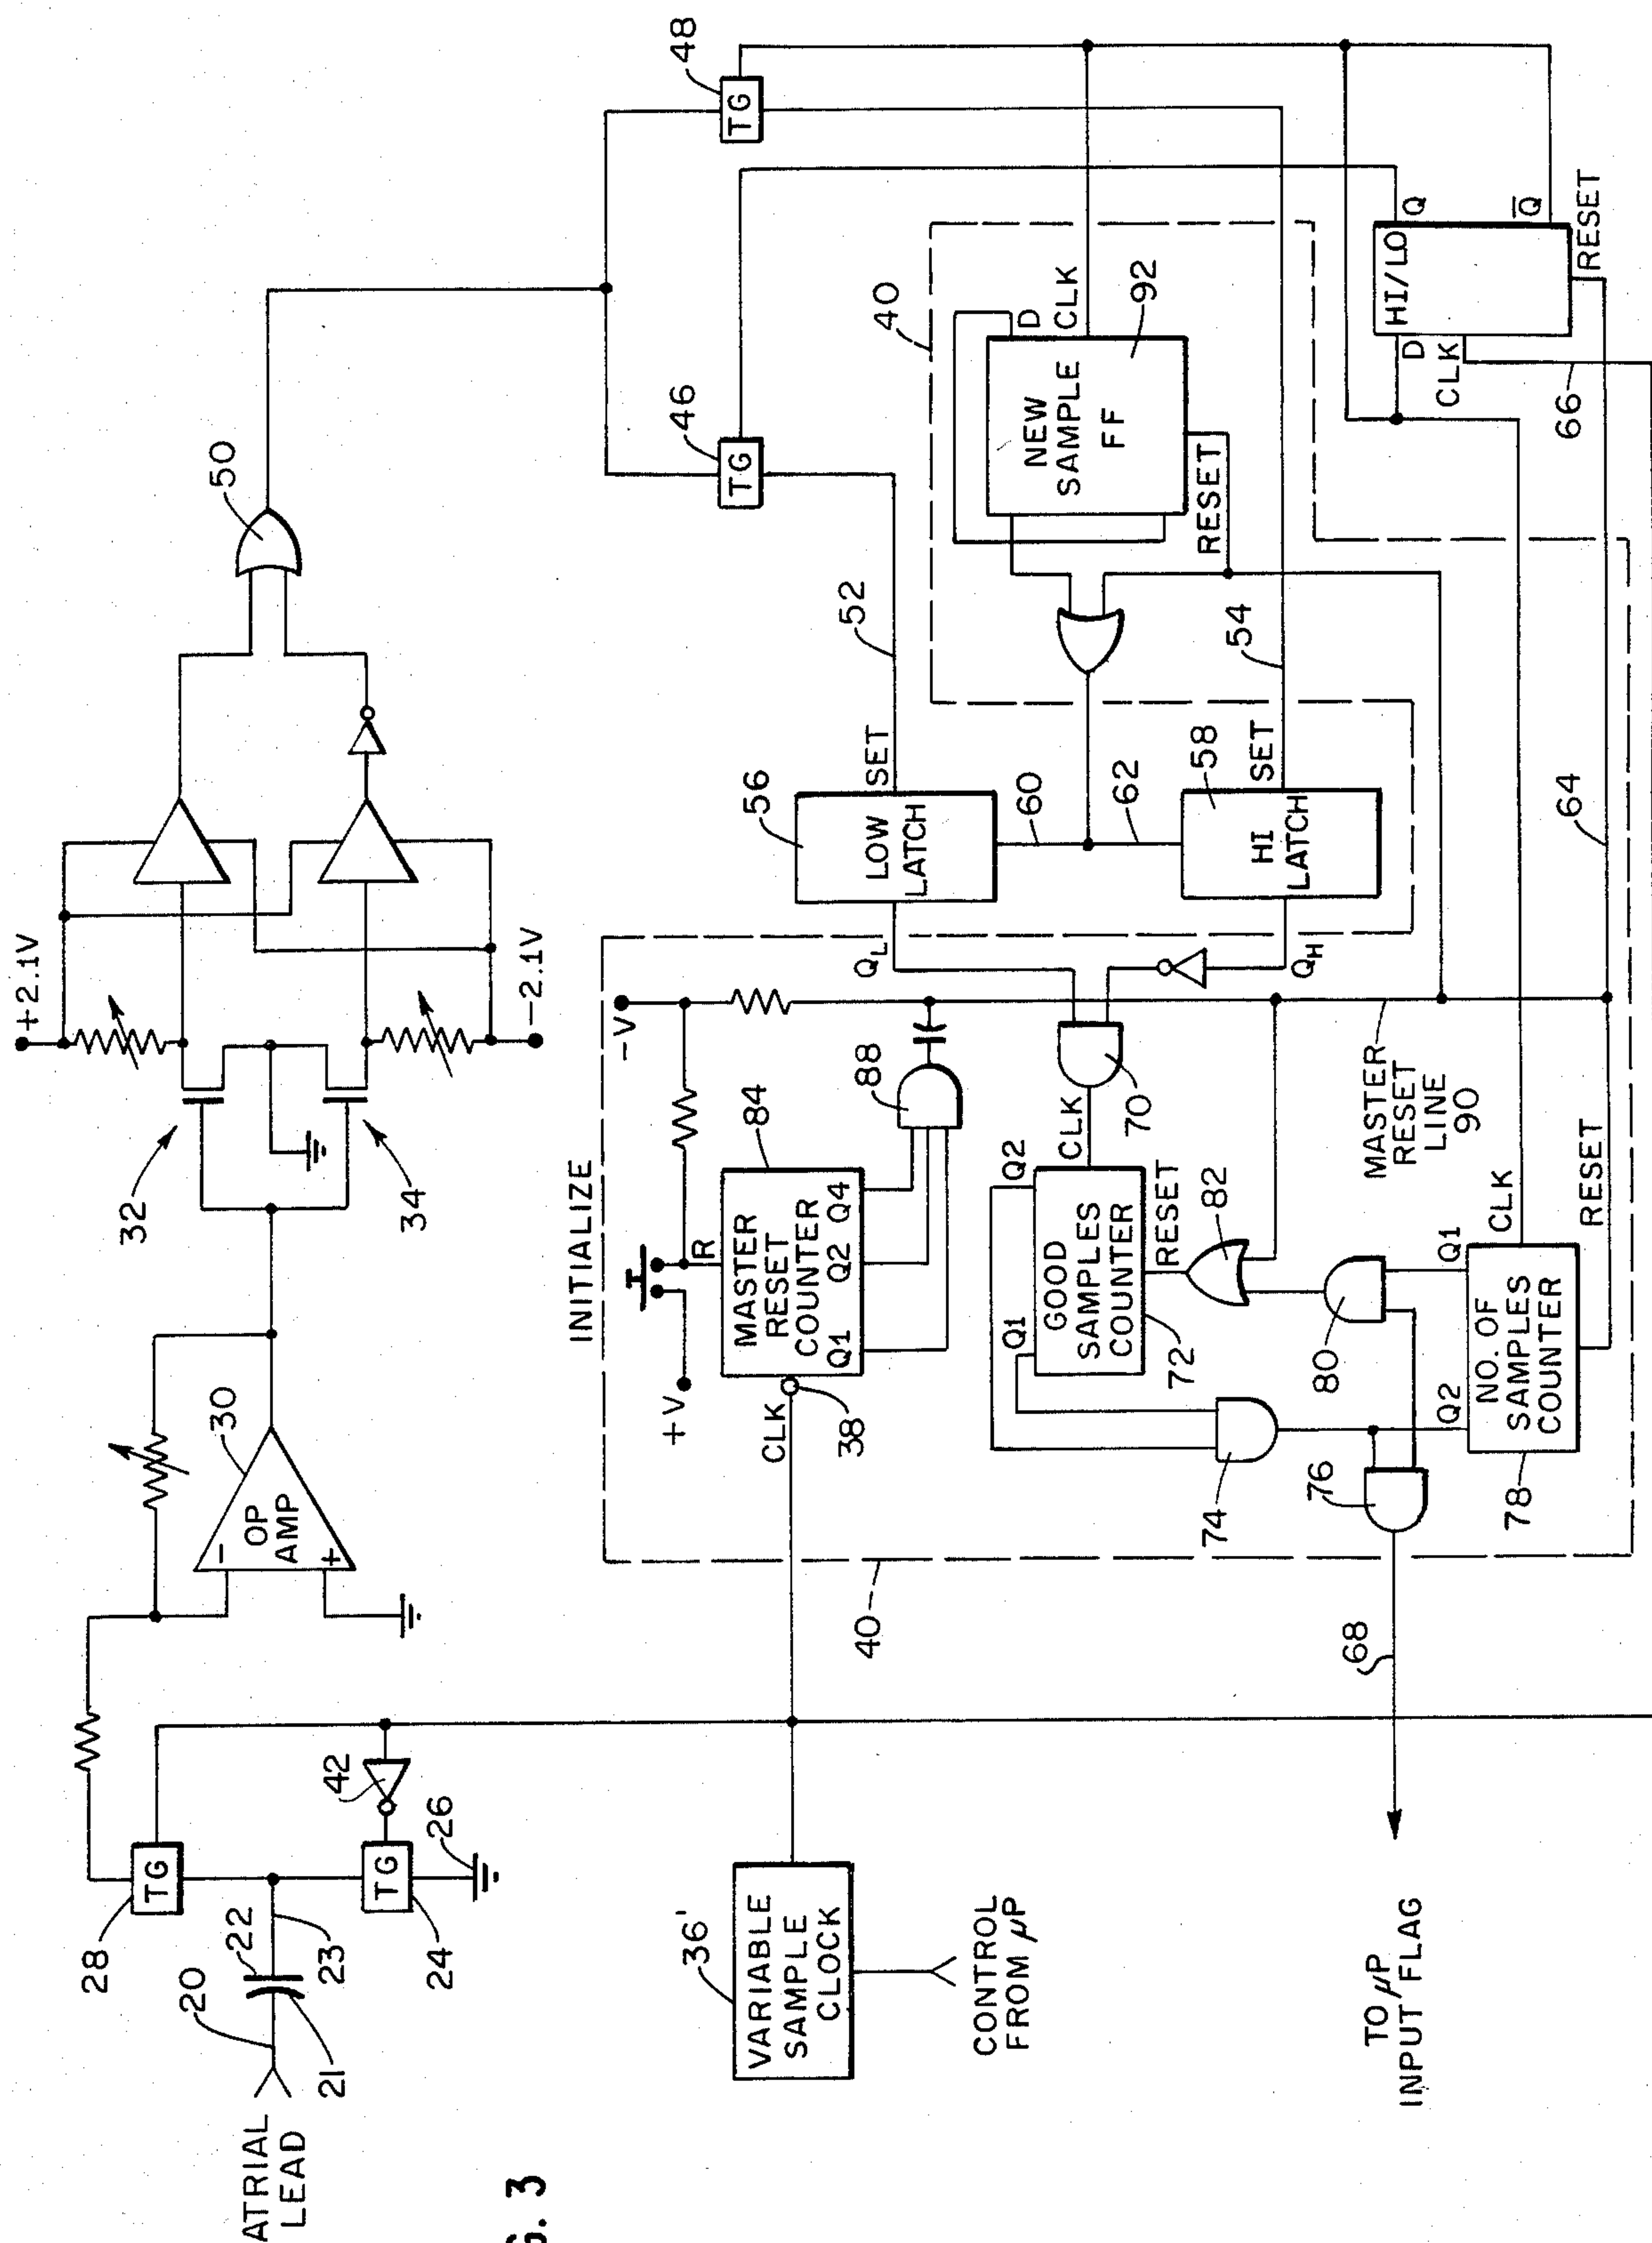 ATRIAL
LEAD
20
21
22
23
28
TG
TG
24
26
42
OP
AMP
-
+
30
32
34
+2.1V
-2.1V
50
TG
46
TG
48
VARIABLE
SAMPLE
CLOCK
36'
CONTROL
FROM μP
INITIALIZE
+V
-V
CLK
38
R
MASTER
RESET
COUNTER
Q1
Q2
Q4
84
88
MASTER
RESET
LINE
90
40
GOOD
SAMPLES
COUNTER
Q1
Q2
CLK
RESET
72
70
74
76
80
82
NO. OF
SAMPLES
COUNTER
Q2
Q1
CLK
RESET
78
68
TO μP
INPUT FLAG
QL
QH
LOW
LATCH
SET
56
52
60
62
HI
LATCH
SET
58
54
64
NEW
SAMPLE
FF
D
CLK
RESET
92
40
HI/LO
D
CLK
Q
Q̅
RESET
66
G. 3